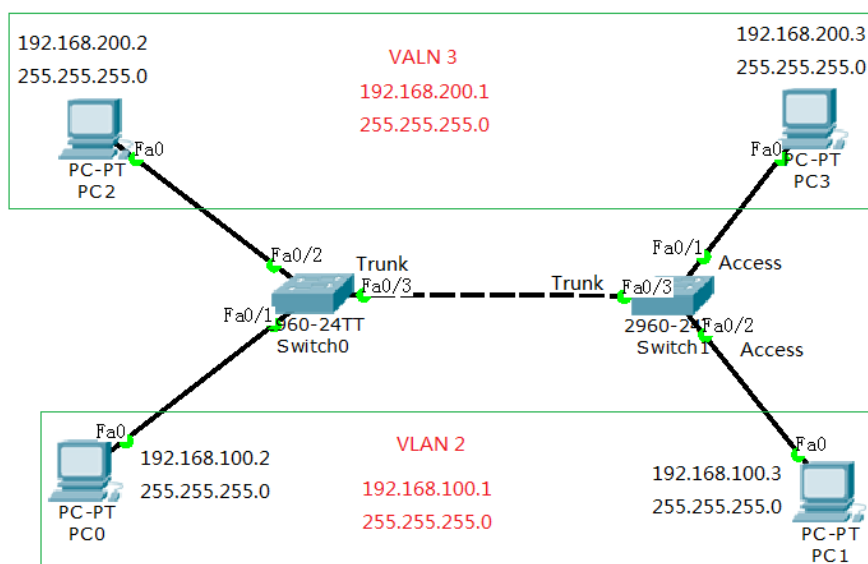 192.168.200.2
255.255.255.0
VALN 3
192.168.200.1
255.255.255.0
192.168.200.3
255.255.255.0
Fa0
PC-PT
PC2
Fa0
PC-PT
PC3
Fa0/2
Trunk
Fa0/3
Fa0/1
960-24TT
Switch0
Fa0/1
Access
Trunk
Fa0/3
2960-24
Fa0/2
Switch1
Access
Fa0
192.168.100.2
255.255.255.0
PC-PT
PC0
VLAN 2
192.168.100.1
255.255.255.0
Fa0
192.168.100.3
255.255.255.0
PC-PT
PC1